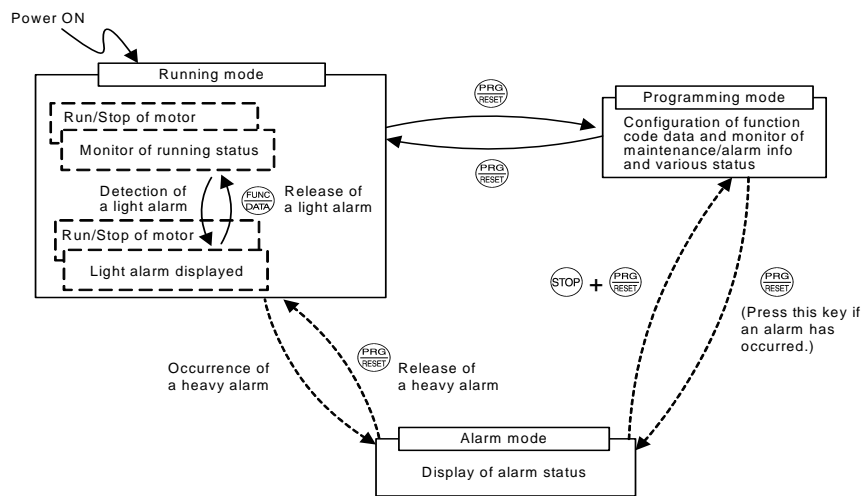 Power ON
Running mode
Run/Stop of motor
Monitor of running status
Detection of
a light alarm
FUNC
DATA
Release of
a light alarm
Run/Stop of motor
Light alarm displayed
PRG
RESET
PRG
RESET
Programming mode
Configuration of function
code data and monitor of
maintenance/alarm info
and various status
STOP + PRG
RESET
PRG
RESET
(Press this key if
an alarm has
occurred.)
Occurrence of
a heavy alarm
PRG
RESET
Release of
a heavy alarm
Alarm mode
Display of alarm status